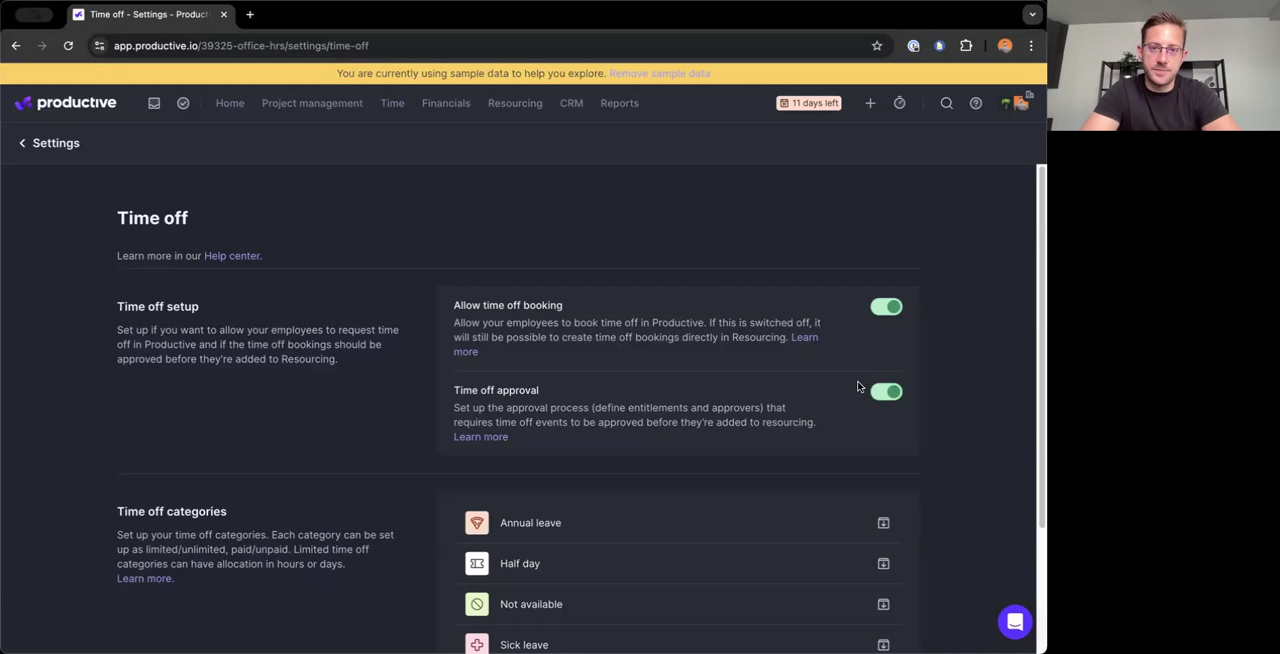 Time off - Settings - Product
app.productive.io/39325-office-hrs/settings/time-off
You are currently using sample data to help you explore. Remove sample data
productive
Home
Project management
Time
Financials
Resourcing
CRM
Reports
11 days left
Settings
Time off
Learn more in our Help center.
Time off setup
Set up if you want to allow your employees to request time
off in Productive and if the time off bookings should be
approved before they're added to Resourcing.
Allow time off booking
Allow your employees to book time off in Productive. If this is switched off, it
will still be possible to create time off bookings directly in Resourcing. Learn
more
Time off approval
Set up the approval process (define entitlements and approvers) that
requires time off events to be approved before they're added to resourcing.
Learn more
Time off categories
Set up your time off categories. Each category can be set
up as limited/unlimited, paid/unpaid. Limited time off
categories can have allocation in hours or days.
Learn more.
Annual leave
Half day
Not available
Sick leave